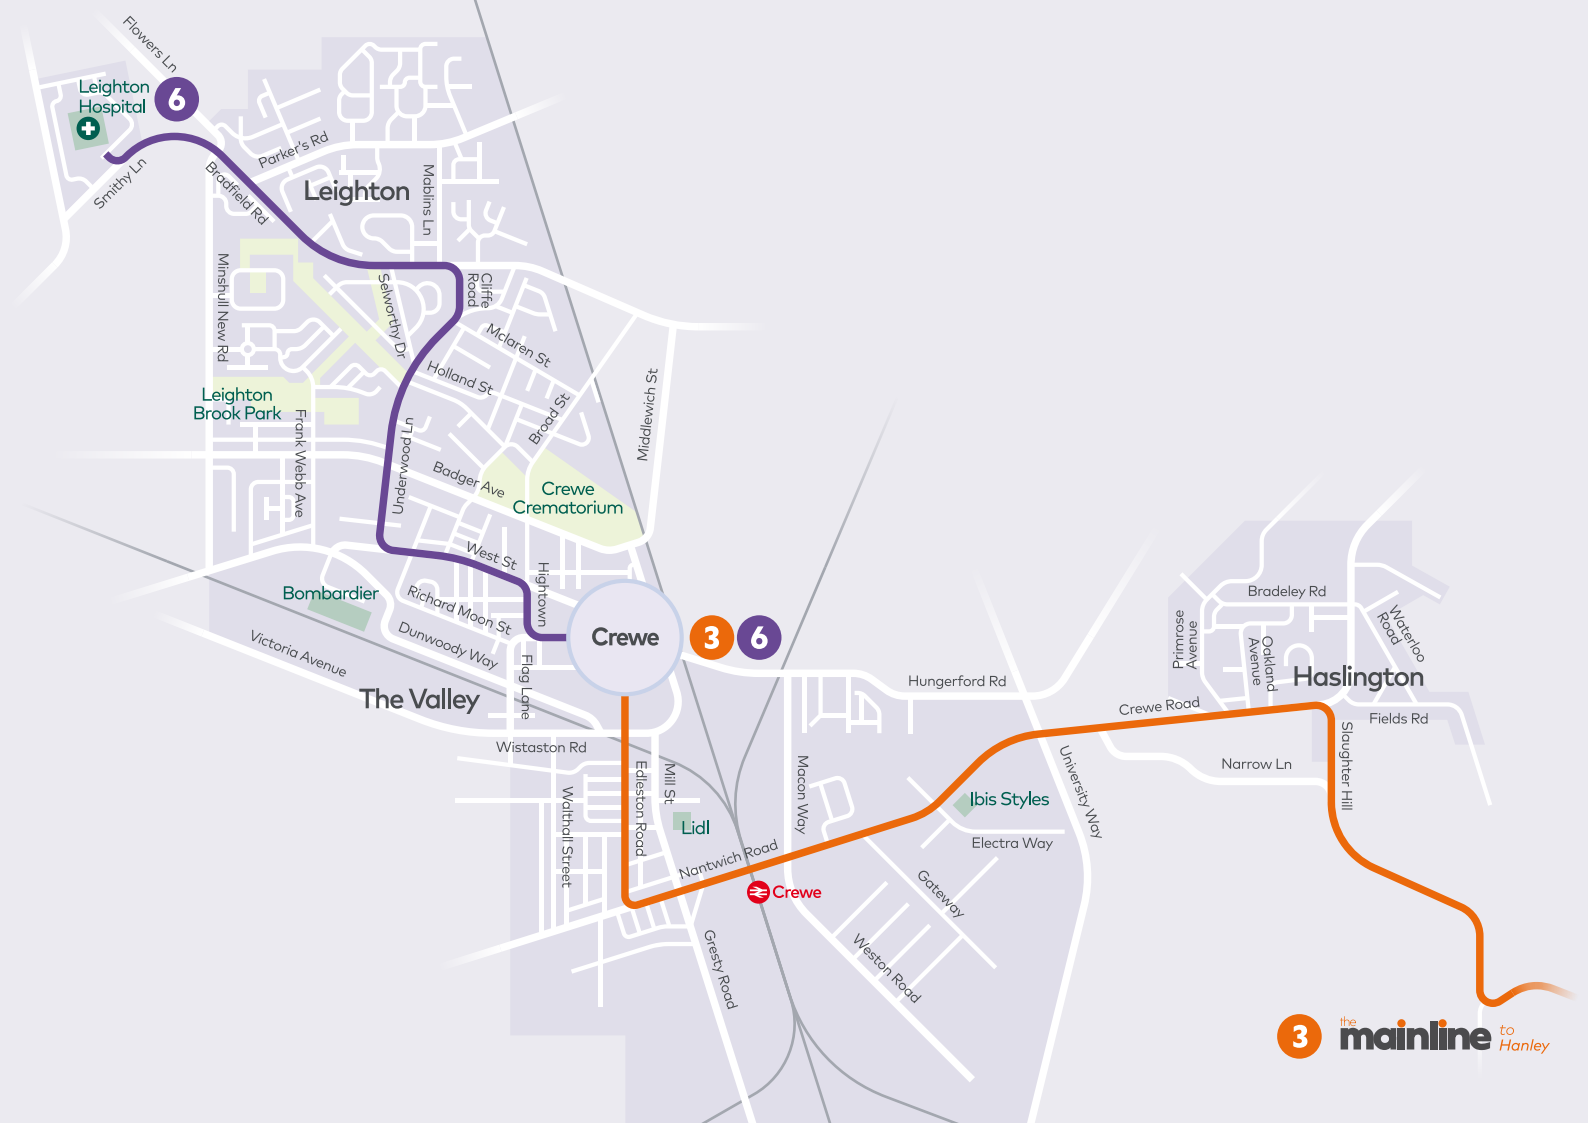 Flowers Ln
Leighton
Hospital
6
Smithy Ln
Bradfield Rd
Parker's Rd
Leighton
Mablins Ln
Minshull New Rd
Selworthy Dr
Cliffe
Road
Mclaren St
Holland St
Leighton
Brook Park
Frank Webb Ave
Underwood Ln
Broad St
Middlewich St
Badger Ave
Crewe
Crematorium
West St
Hightown
Bombardier
Richard Moon St
Dunwoody Way
Victoria Avenue
The Valley
Flag Lane
Crewe
3
6
Wistaston Rd
Hungerford Rd
Bradeley Rd
Primrose
Avenue
Oakland
Avenue
Waterloo
Road
Haslington
Crewe Road
Fields Rd
Slaughter Hill
Narrow Ln
University Way
Walthall Street
Edleston Road
Mill St
Lidl
Macon Way
Nantwich Road
Ibis Styles
Electra Way
Gateway
Crewe
Gresty Road
Weston Road
3
the
mainline
to
Hanley